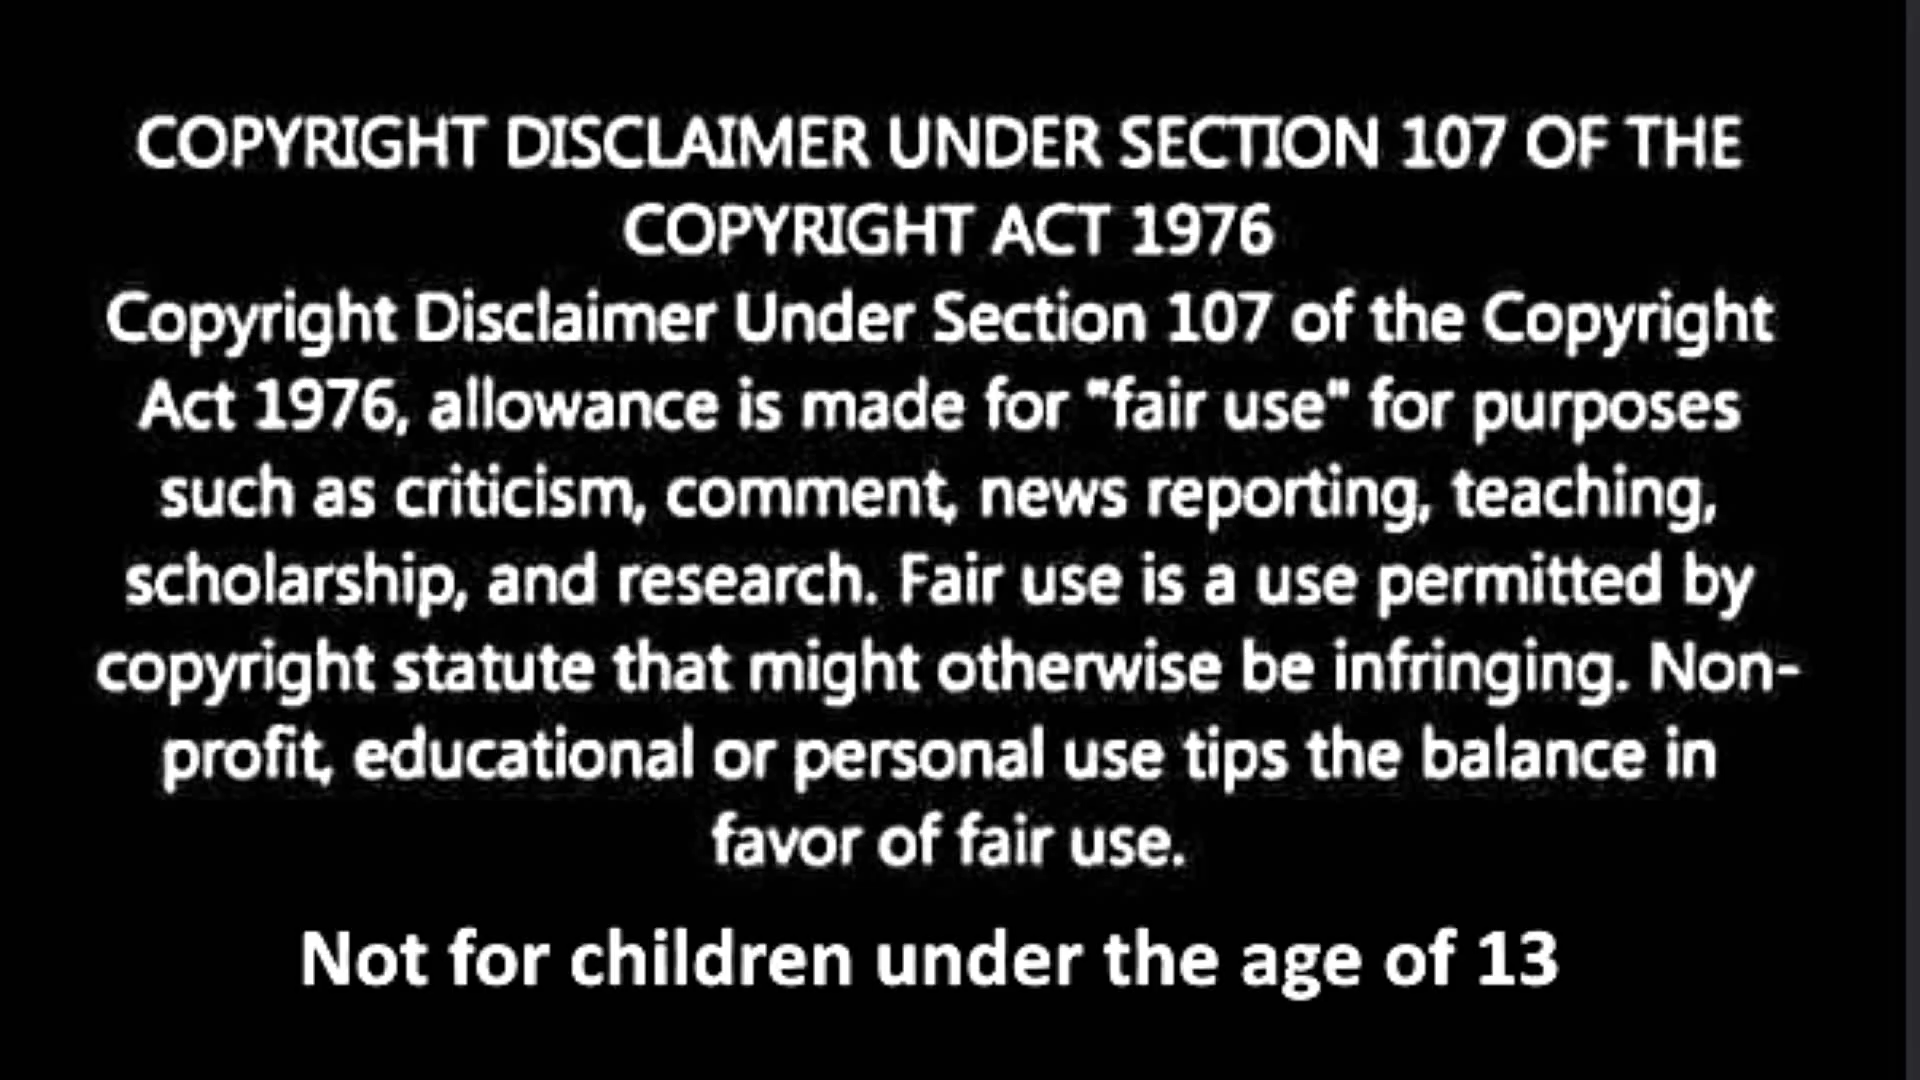 COPYRIGHT DISCLAIMER UNDER SECTION 107 OF THE
COPYRIGHT ACT 1976
Copyright Disclaimer Under Section 107 of the Copyright
Act 1976, allowance is made for "fair use" for purposes
such as criticism, comment, news reporting, teaching,
scholarship, and research. Fair use is a use permitted by
copyright statute that might otherwise be infringing. Non-
profit, educational or personal use tips the balance in
favor of fair use.
Not for children under the age of 13